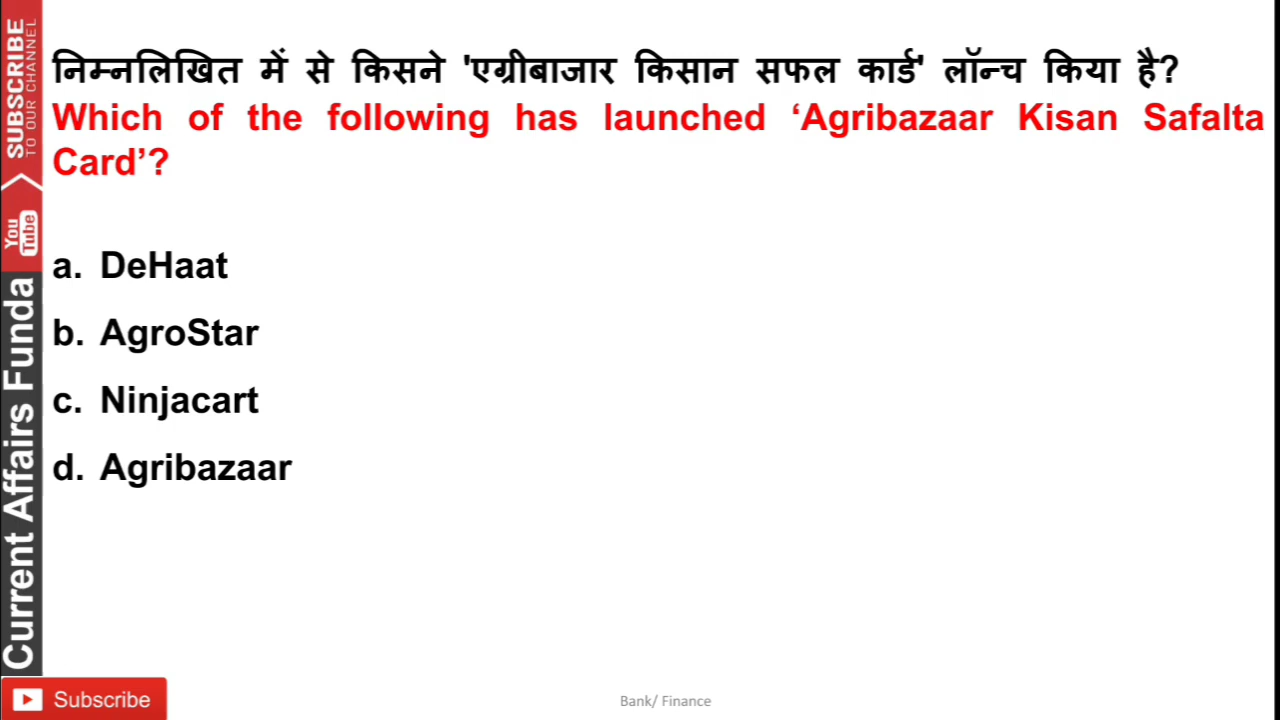 निम्नलिखित में से किसने 'एग्रीबाजार किसान सफल कार्ड' लॉन्च किया है?
Which of the following has launched ‘Agribazaar Kisan Safalta
Card’?
a. DeHaat
b. AgroStar
c. Ninjacart
d. Agribazaar
SUBSCRIBE
TO OUR CHANNEL
You
Tube
Current Affairs Funda
Subscribe
Bank/ Finance